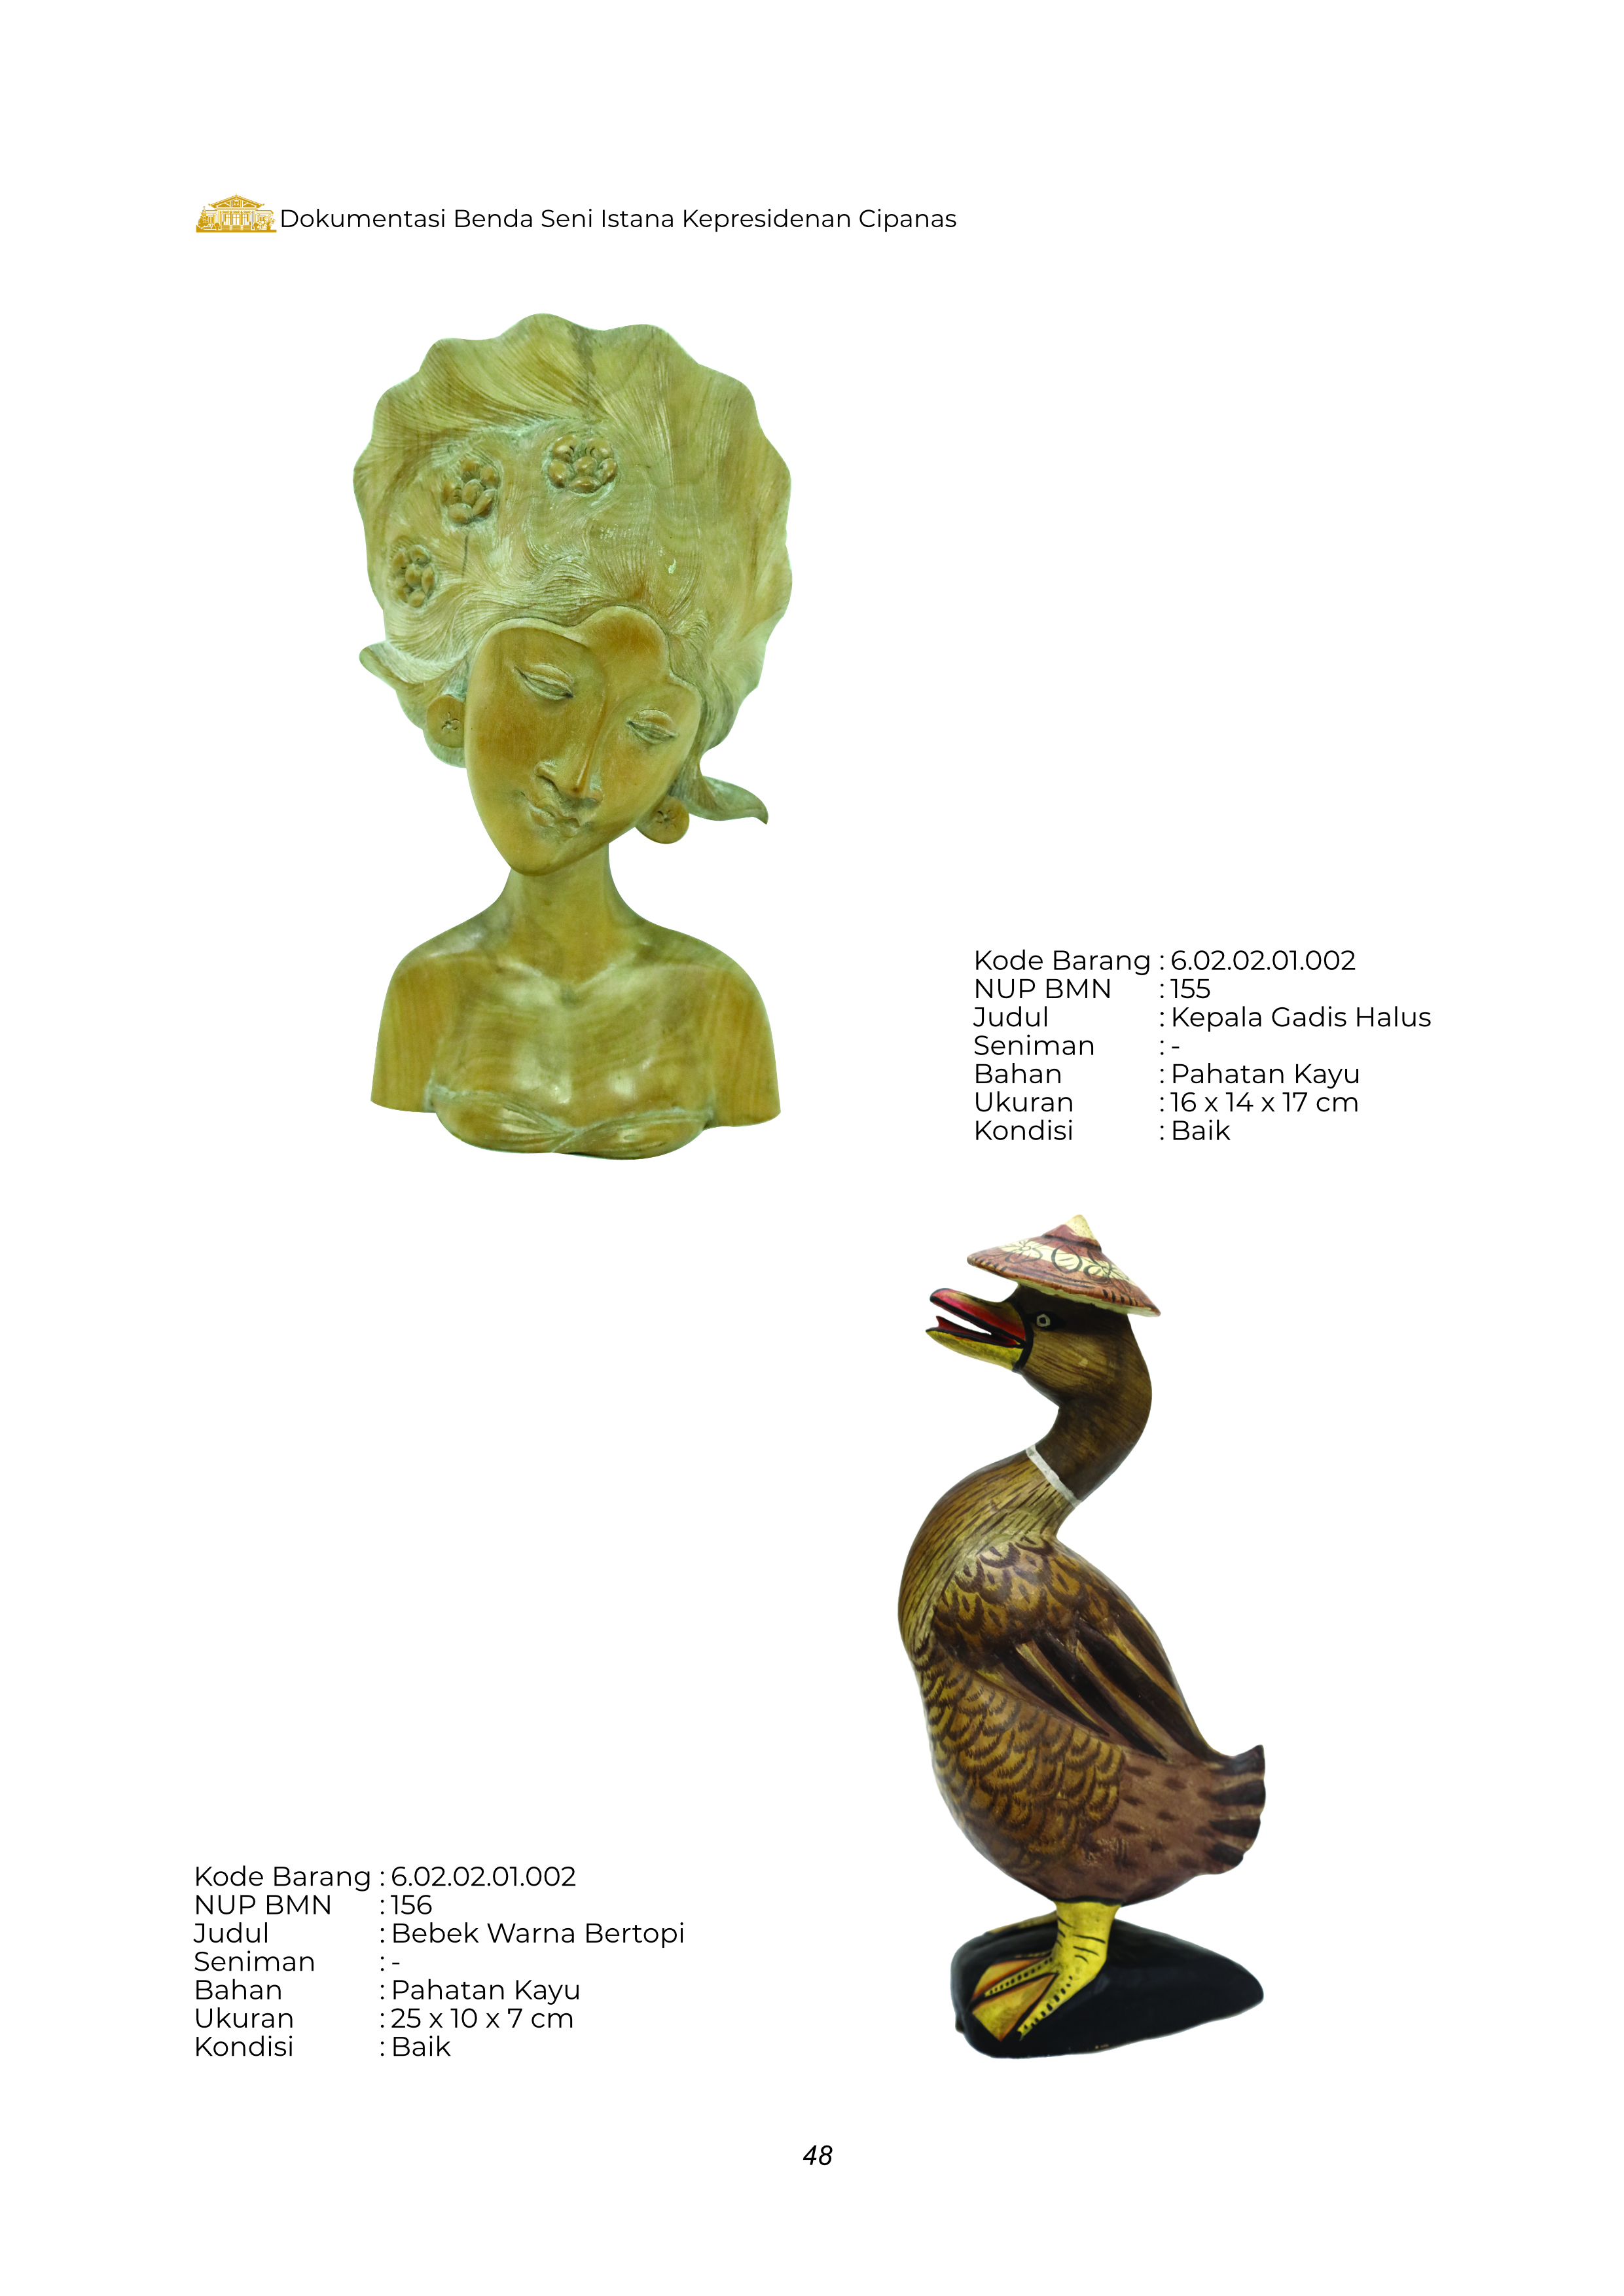 Dokumentasi Benda Seni Istana Kepresidenan Cipanas
Kode Barang : 6.02.02.01.002
NUP BMN : 155
Judul : Kepala Gadis Halus
Seniman : -
Bahan : Pahatan Kayu
Ukuran : 16 x 14 x 17 cm
Kondisi : Baik
Kode Barang : 6.02.02.01.002
NUP BMN : 156
Judul : Bebek Warna Bertopi
Seniman : -
Bahan : Pahatan Kayu
Ukuran : 25 x 10 x 7 cm
Kondisi : Baik
48